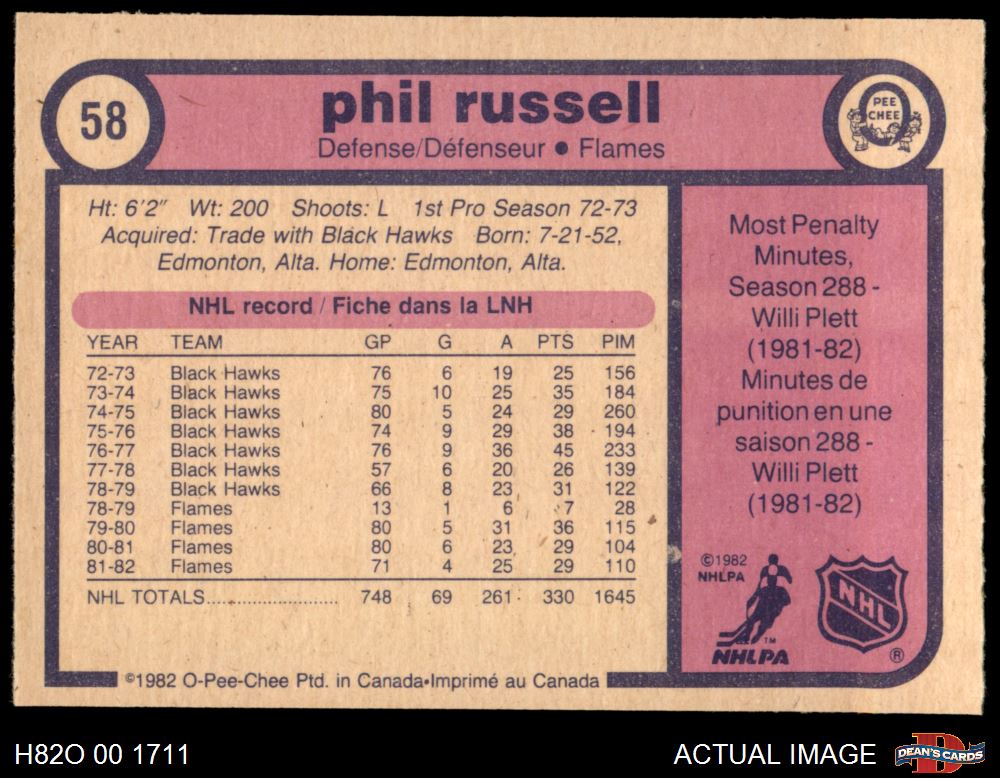 58
phil russell
PEE
CHEE
Defense/Défenseur ● Flames
Ht: 6'2" Wt: 200 Shoots: L 1st Pro Season 72-73
Acquired: Trade with Black Hawks Born: 7-21-52,
Edmonton, Alta. Home: Edmonton, Alta.
NHL record / Fiche dans la LNH
YEAR TEAM GP G A PTS PIM
72-73 Black Hawks 76 6 19 25 156
73-74 Black Hawks 75 10 25 35 184
74-75 Black Hawks 80 5 24 29 260
75-76 Black Hawks 74 9 29 38 194
76-77 Black Hawks 76 9 36 45 233
77-78 Black Hawks 57 6 20 26 139
78-79 Black Hawks 66 8 23 31 122
78-79 Flames 13 1 6 7 28
79-80 Flames 80 5 31 36 115
80-81 Flames 80 6 23 29 104
81-82 Flames 71 4 25 29 110
NHL TOTALS........................ 748 69 261 330 1645
©1982 O-Pee-Chee Ptd. in Canada•Imprimé au Canada
Most Penalty
Minutes,
Season 288 -
Willi Plett
(1981-82)
Minutes de
punition en une
saison 288 -
Willi Plett
(1981-82)
©1982
NHLPA
TM
NHLPA
NHL
®
H82O 00 1711
ACTUAL IMAGE
DEAN'S CARDS